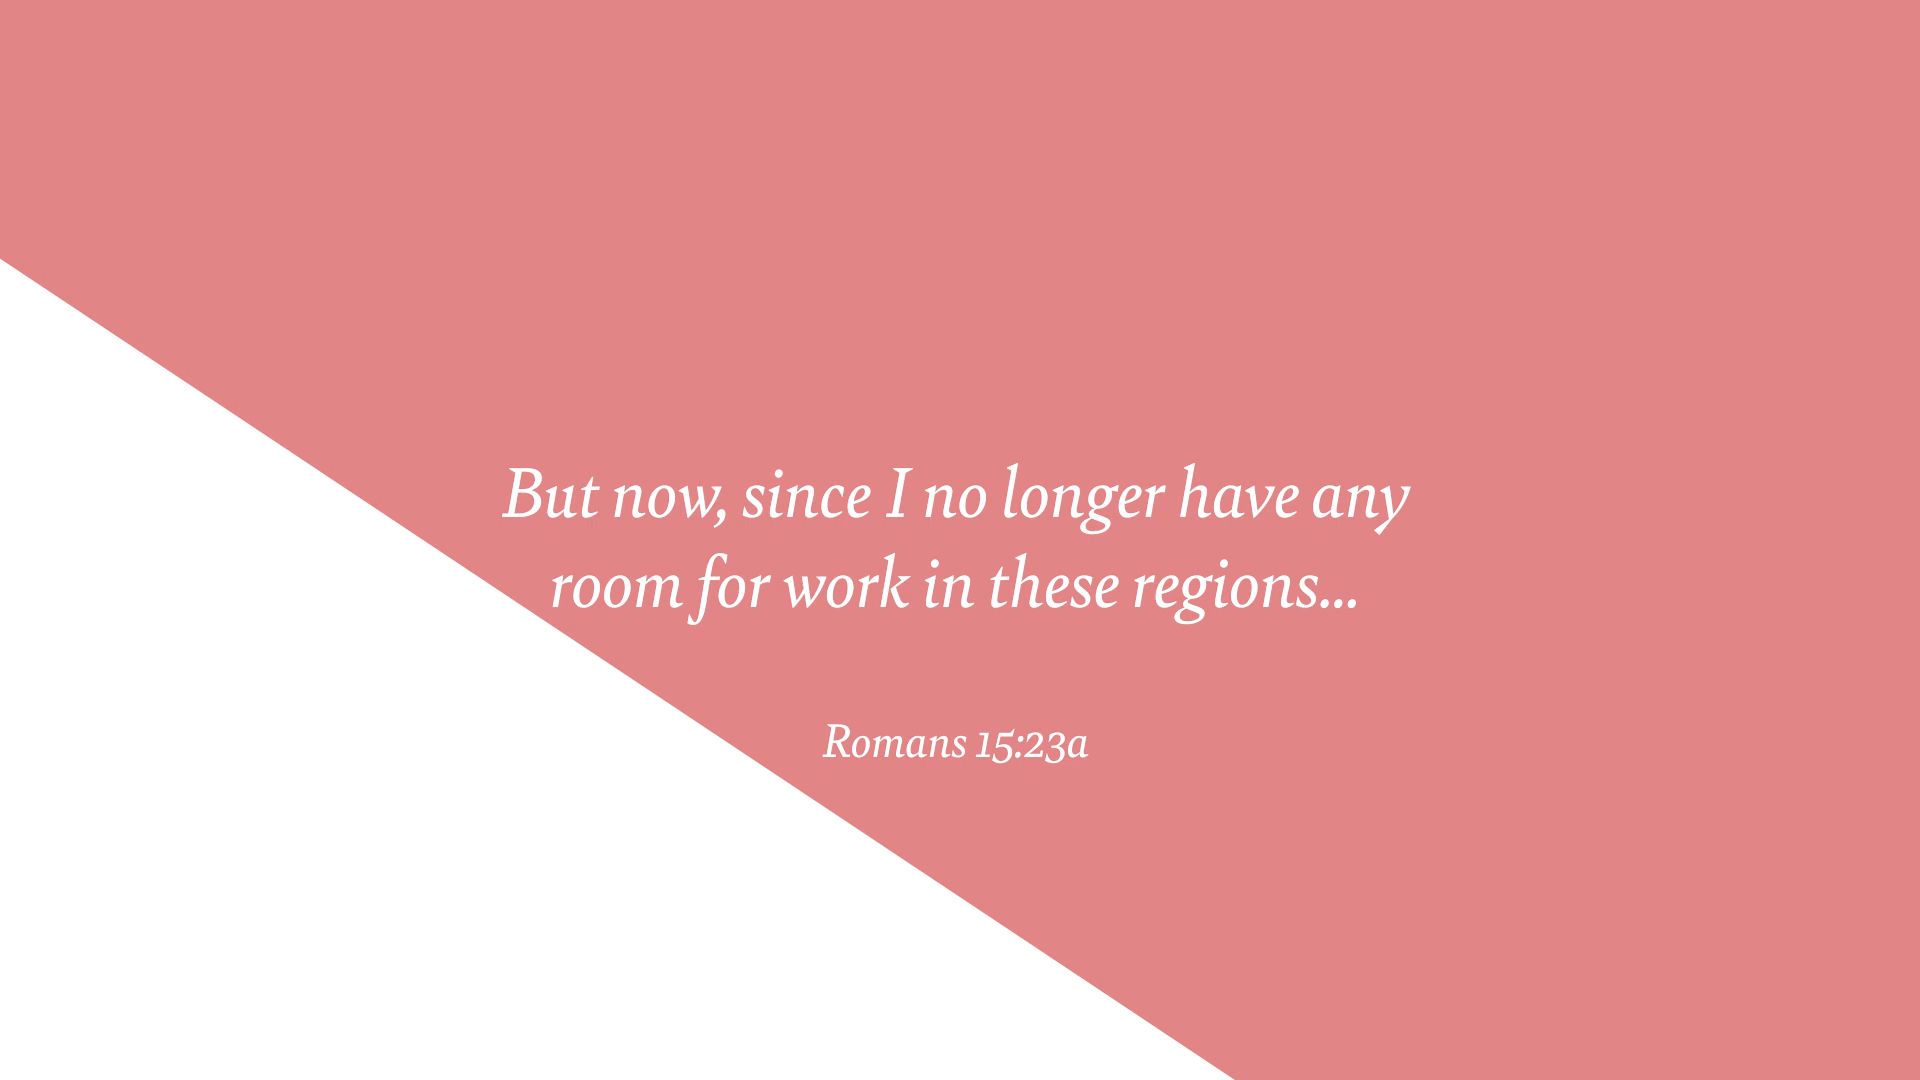 But now, since I no longer have any
room for work in these regions...
Romans 15:23a